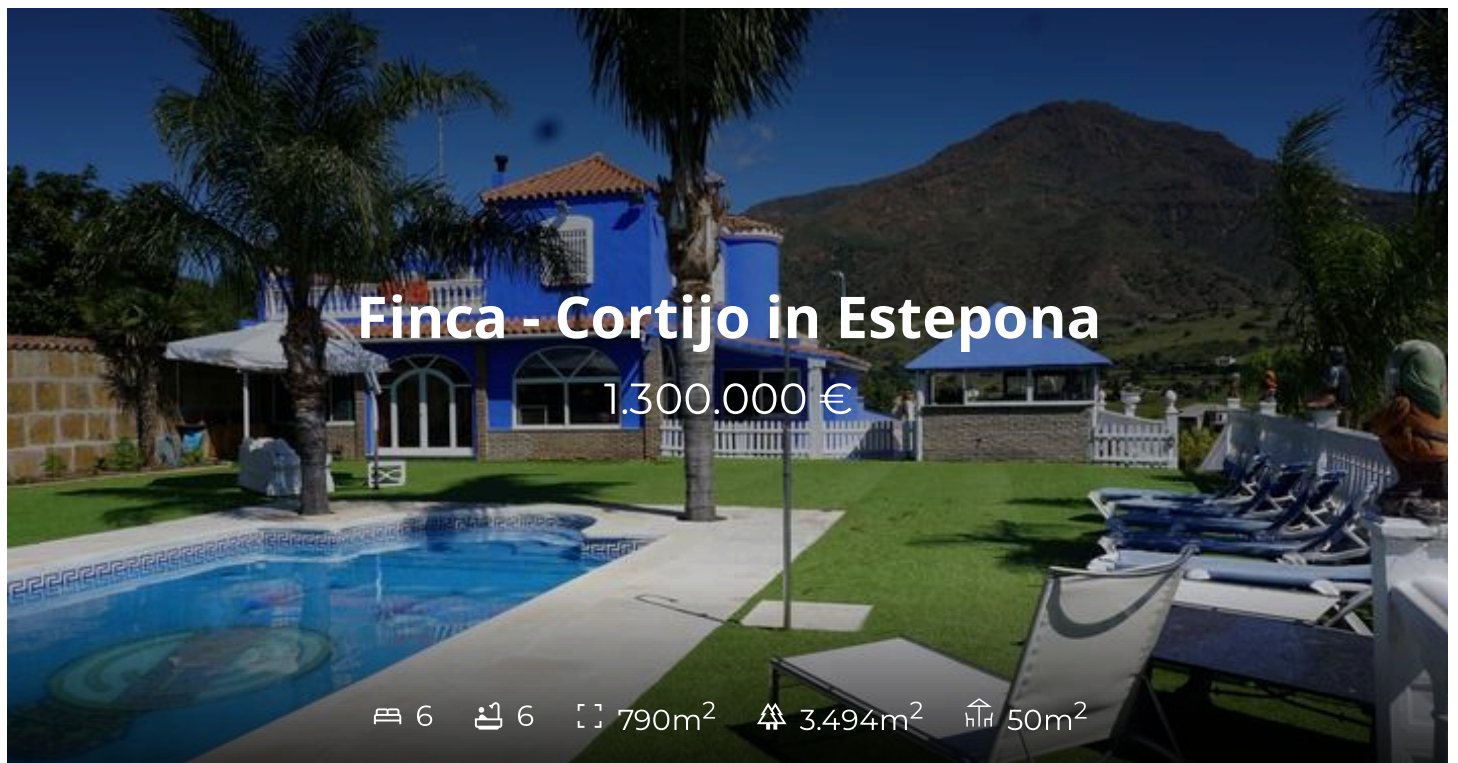 Finca - Cortijo in Estepona
1.300.000 €
6 6 790m² 3.494m² 50m²